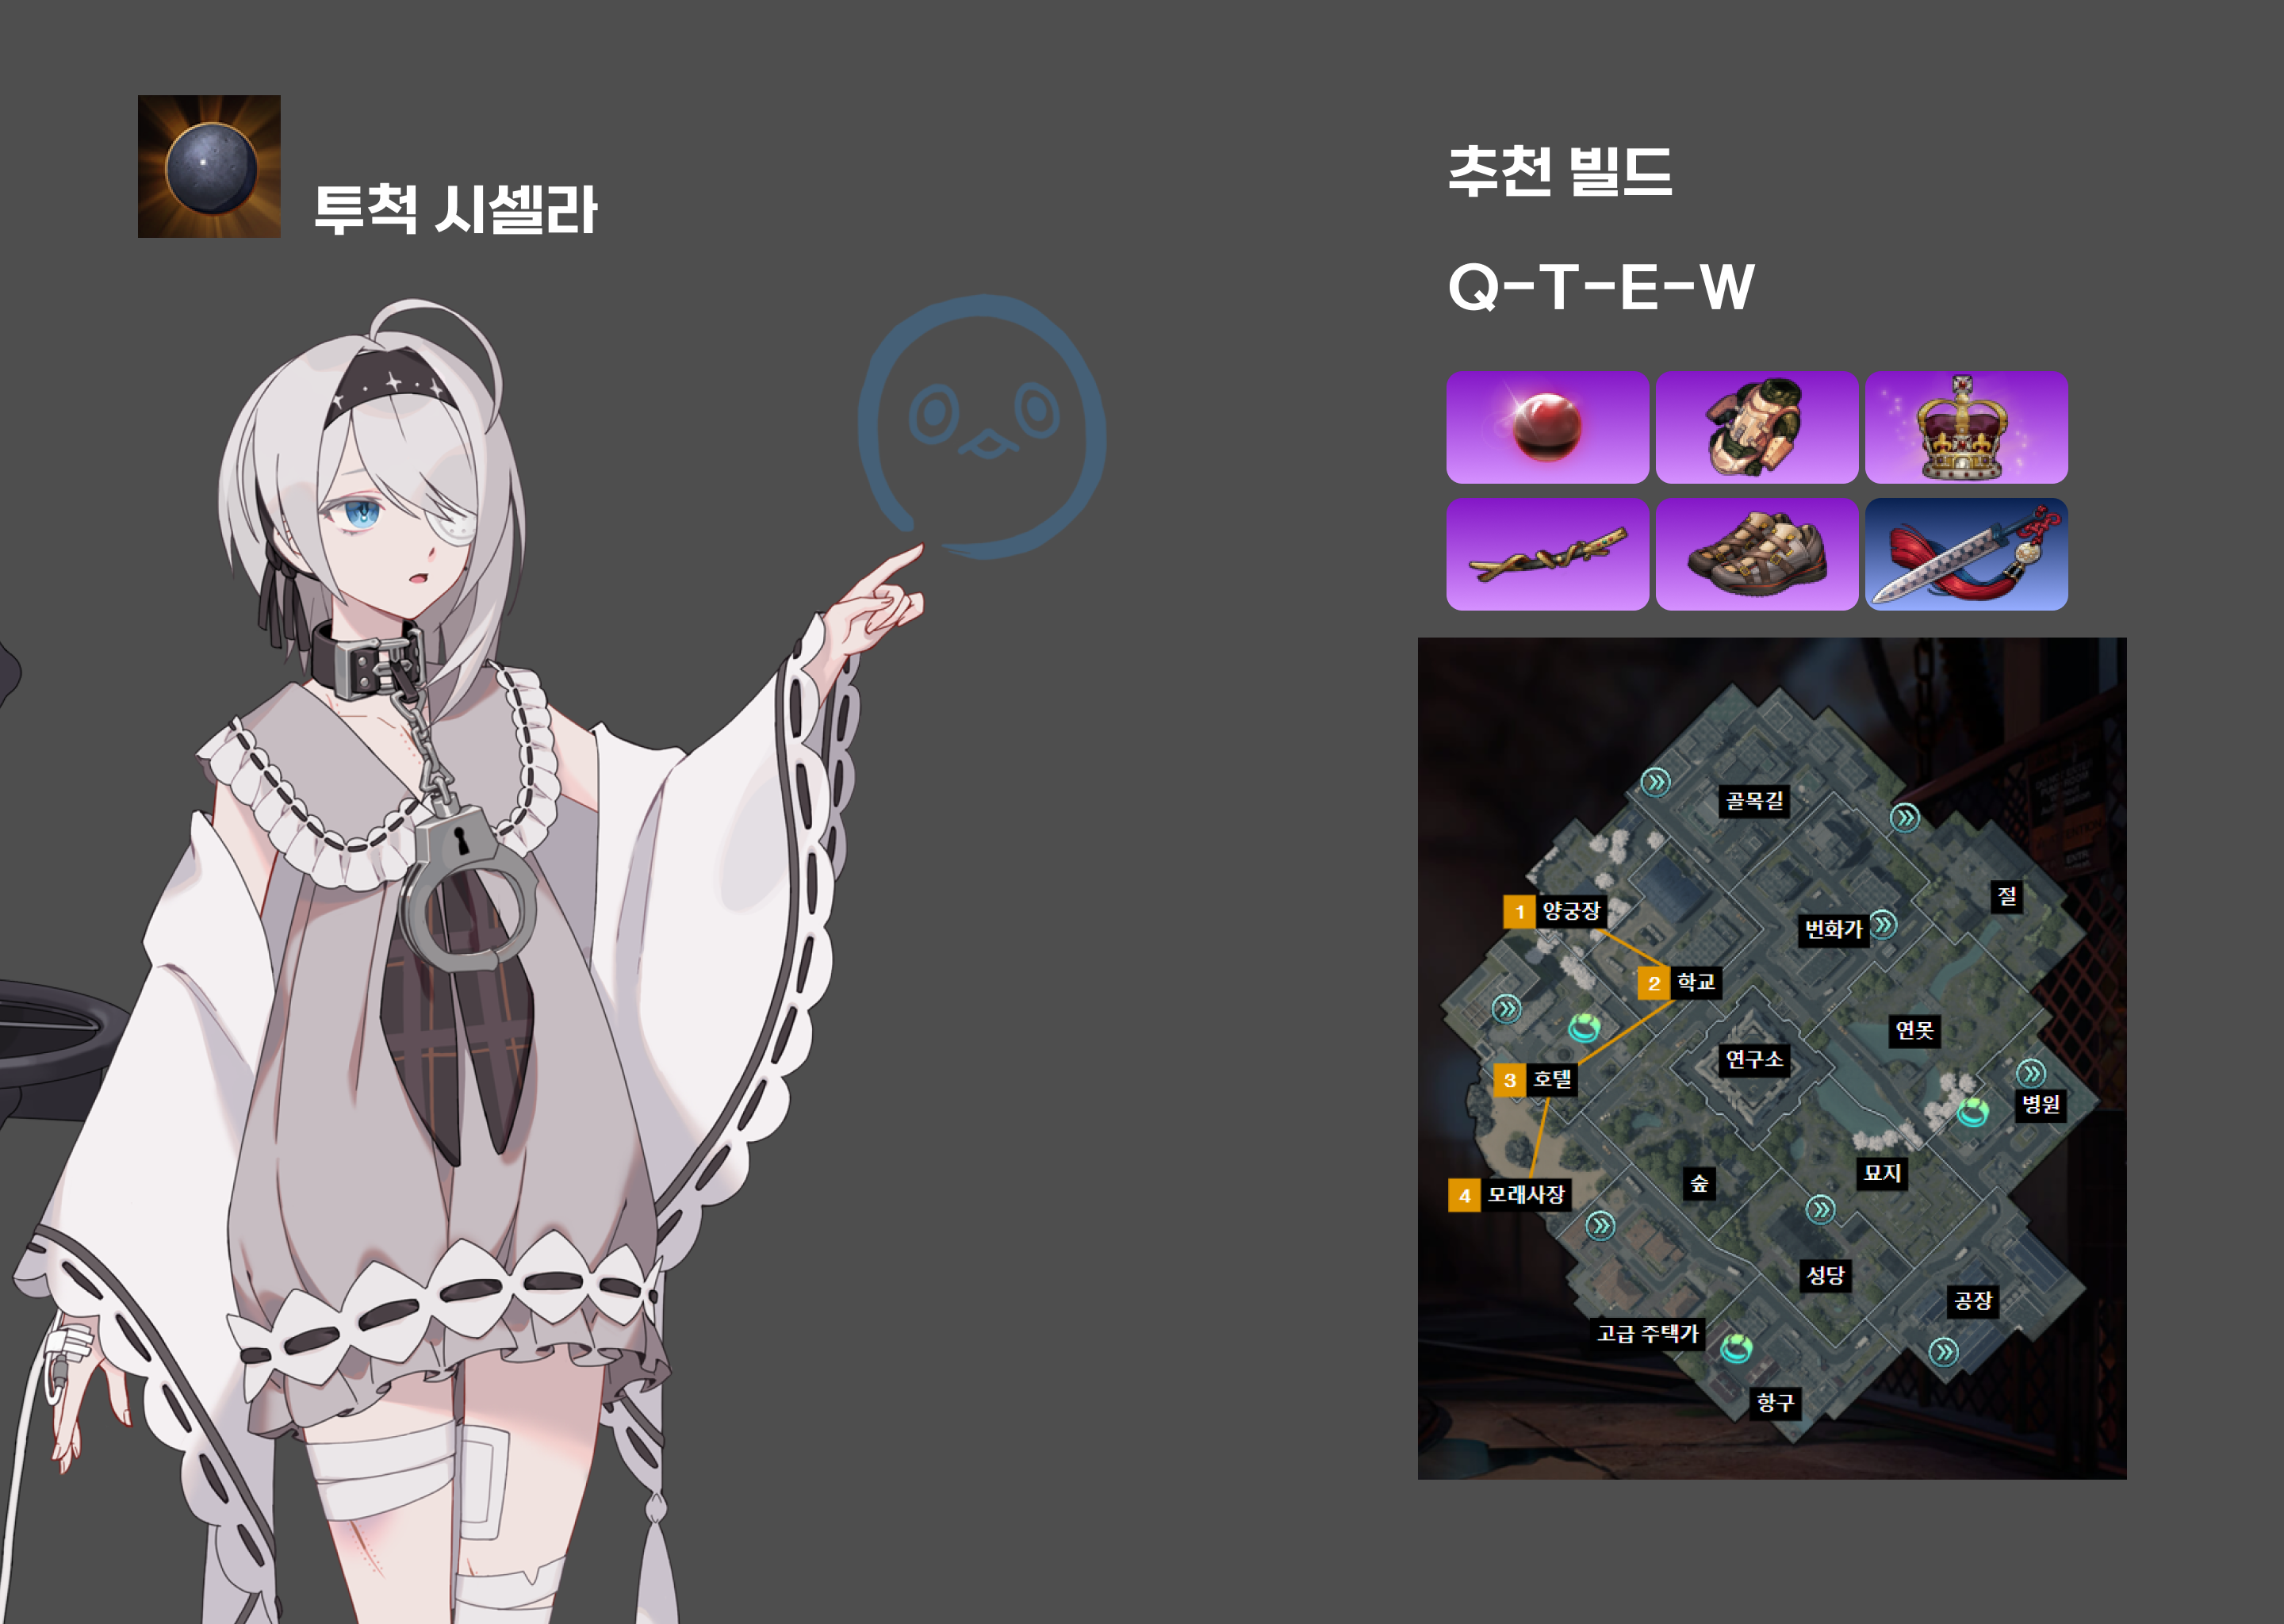 투척 시셀라
추천 빌드
Q-T-E-W
골목길
절
1 양궁장
번화가
2 학교
연못
연구소
3 호텔
병원
묘지
숲
4 모래사장
성당
공장
고급 주택가
항구